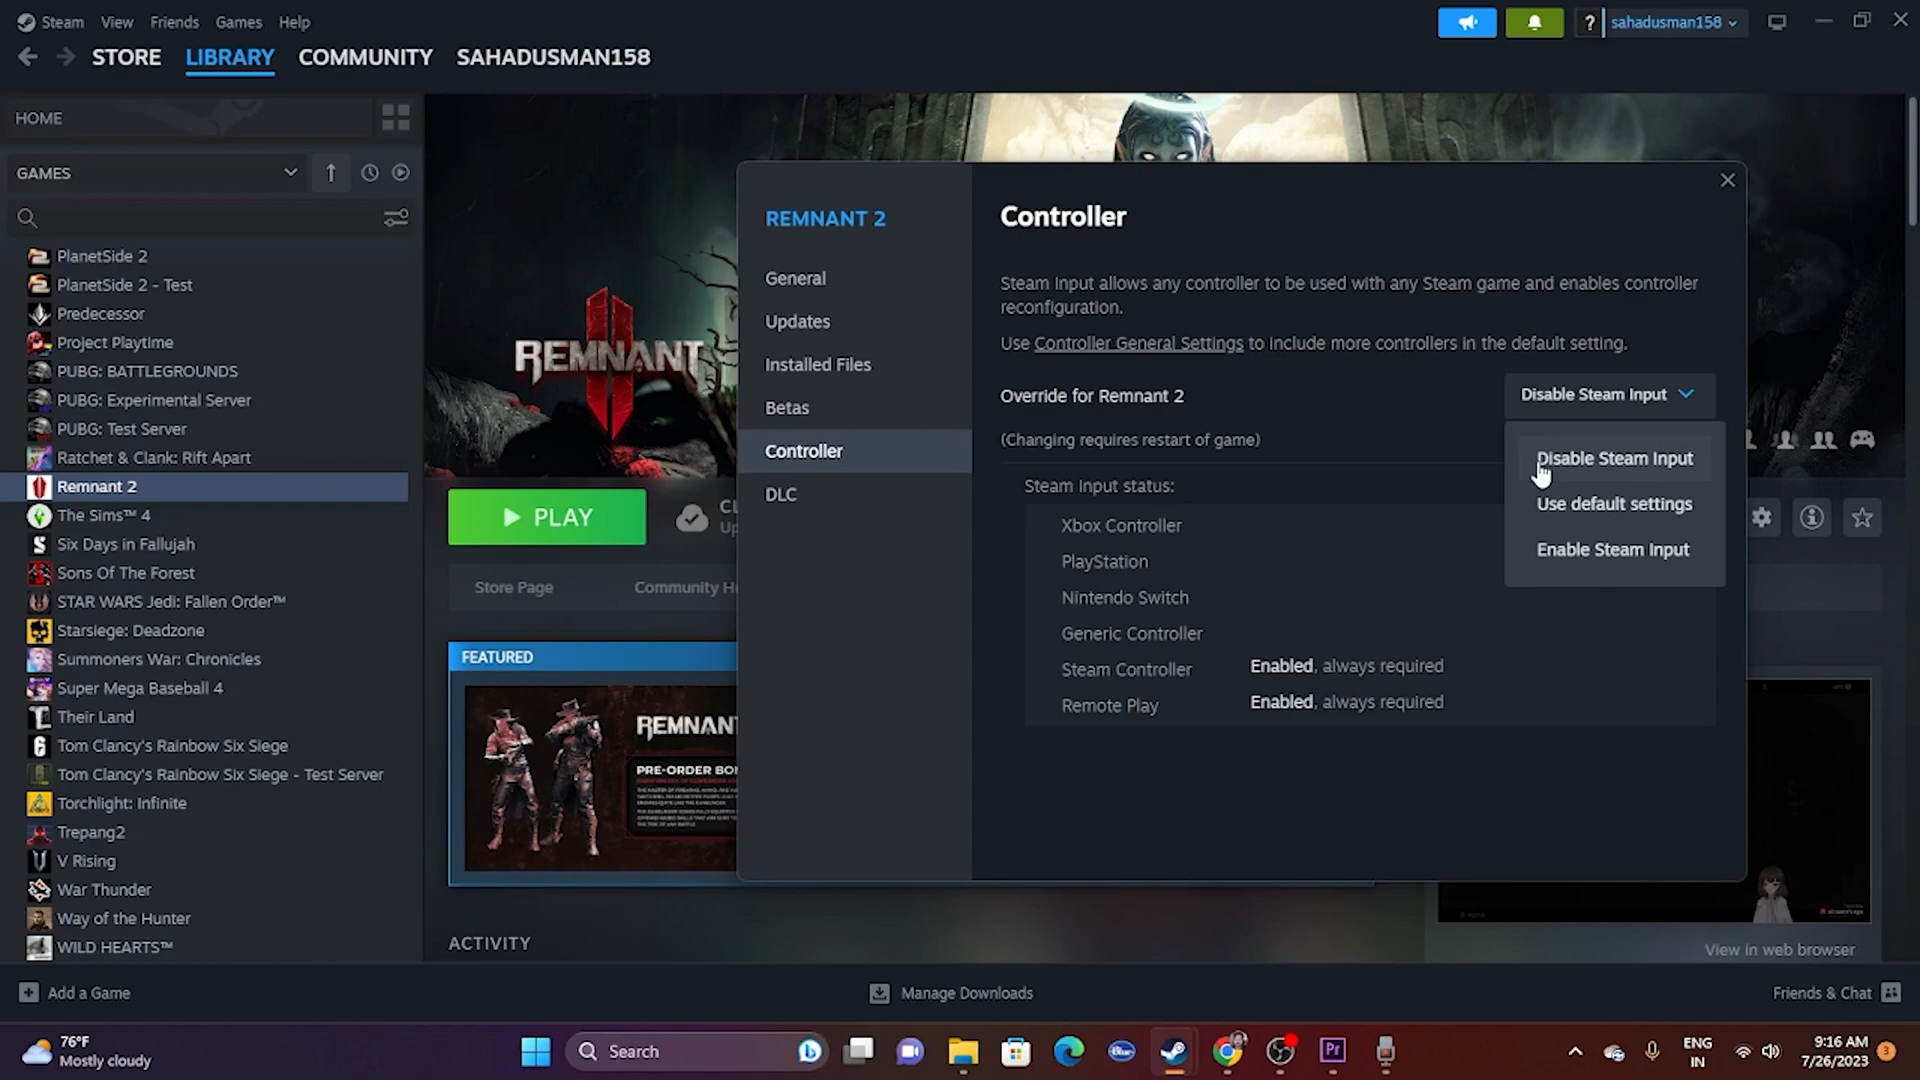 Steam View Friends Games Help
sahadusman158
STORE LIBRARY COMMUNITY SAHADUSMAN158
HOME
GAMES
PlanetSide 2
PlanetSide 2 - Test
Predecessor
Project Playtime
PUBG: BATTLEGROUNDS
PUBG: Experimental Server
PUBG: Test Server
Ratchet & Clank: Rift Apart
Remnant 2
The Sims™ 4
Six Days in Fallujah
Sons Of The Forest
STAR WARS Jedi: Fallen Order™
Starsiege: Deadzone
Summoners War: Chronicles
Super Mega Baseball 4
Their Land
Tom Clancy's Rainbow Six Siege
Tom Clancy's Rainbow Six Siege - Test Server
Torchlight: Infinite
Trepang2
V Rising
War Thunder
Way of the Hunter
WILD HEARTS™
REMNANT
PLAY
Store Page
FEATURED
PRE-ORDER
ACTIVITY
REMNANT 2
General
Updates
Installed Files
Betas
Controller
DLC
Controller
Steam Input allows any controller to be used with any Steam game and enables controller
reconfiguration.
Use Controller General Settings to include more controllers in the default setting.
Override for Remnant 2
Disable Steam Input
(Changing requires restart of game)
Disable Steam Input
Use default settings
Enable Steam Input
Steam Input status:
Xbox Controller
PlayStation
Nintendo Switch
Generic Controller
Steam Controller Enabled, always required
Remote Play Enabled, always required
View in web browser
Add a Game
Manage Downloads
Friends & Chat
76°F
Mostly cloudy
Search
Pr
ENG
IN
9:16 AM
7/26/2023
3